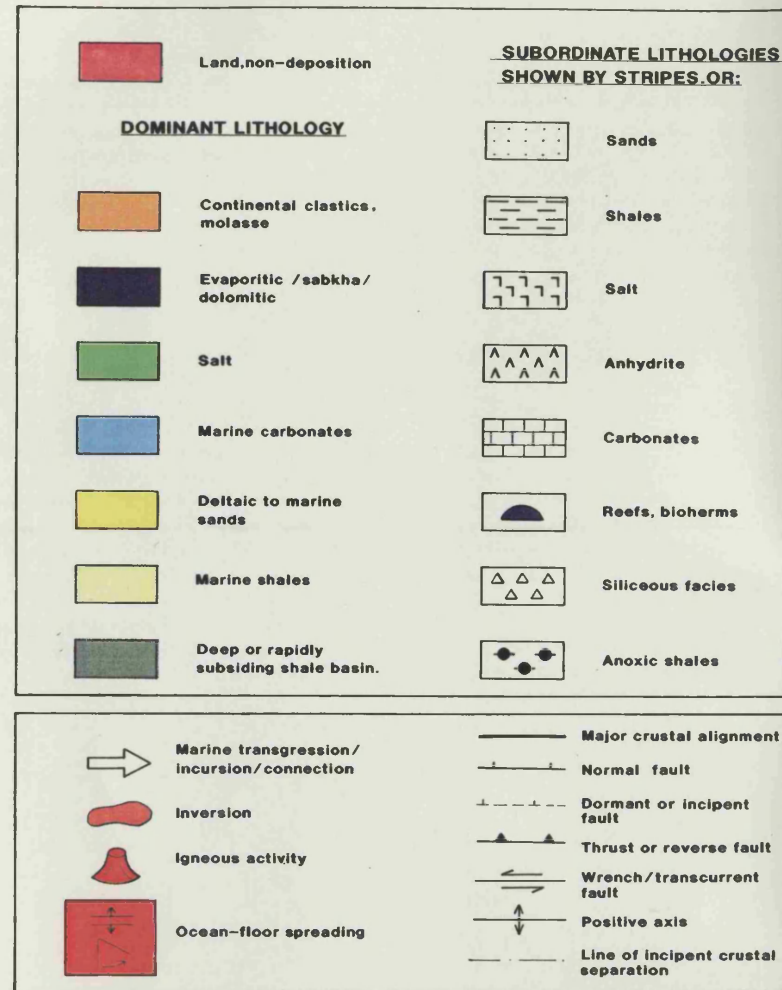 Land,non-deposition
DOMINANT LITHOLOGY
Continental clastics,
molasse
Evaporitic /sabkha/
dolomitic
Salt
Marine carbonates
Deltaic to marine
sands
Marine shales
Deep or rapidly
subsiding shale basin.
SUBORDINATE LITHOLOGIES
SHOWN BY STRIPES.OR:
Sands
Shales
Salt
Anhydrite
Carbonates
Reefs, bioherms
Siliceous facies
Anoxic shales
Marine transgression/
incursion/connection
Inversion
Igneous activity
Ocean-floor spreading
Major crustal alignment
Normal fault
Dormant or incipent
fault
Thrust or reverse fault
Wrench/transcurrent
fault
Positive axis
Line of incipent crustal
separation